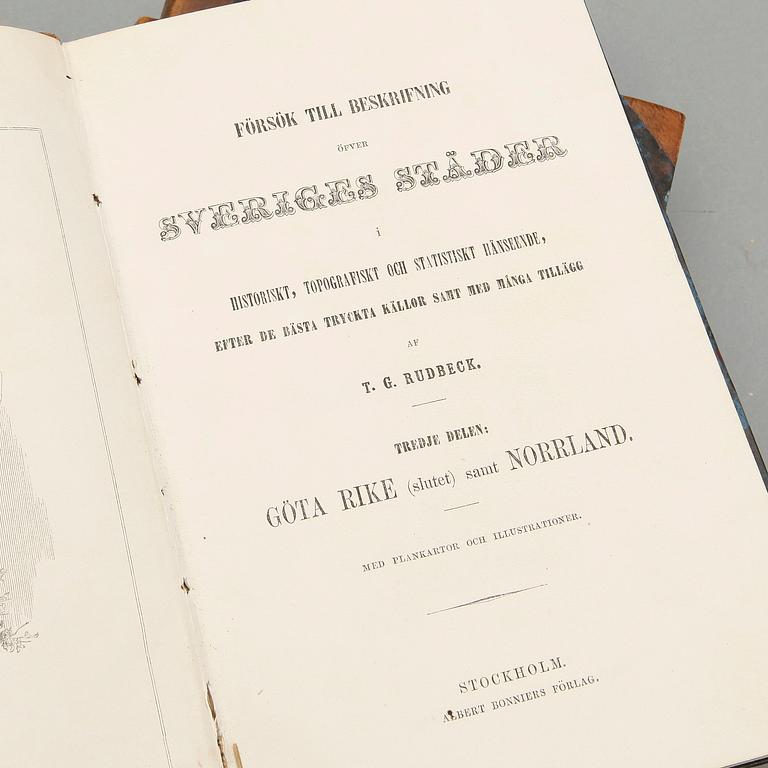 FÖRSÖK TILL BESKRIFNING
ÖFVER
SVERIGES STÄDER
i
HISTORISKT, TOPOGRAFISKT OCH STATISTISKT HÄNSEENDE,
EFTER DE BÄSTA TRYCKTA KÄLLOR SAMT MED MÅNGA TILLÄGG
AF
T. G. RUDBECK.
TREDJE DELEN:
GÖTA RIKE (slutet) samt NORRLAND.
MED PLANKARTOR OCH ILLUSTRATIONER.
STOCKHOLM.
ALBERT BONNIERS FÖRLAG.